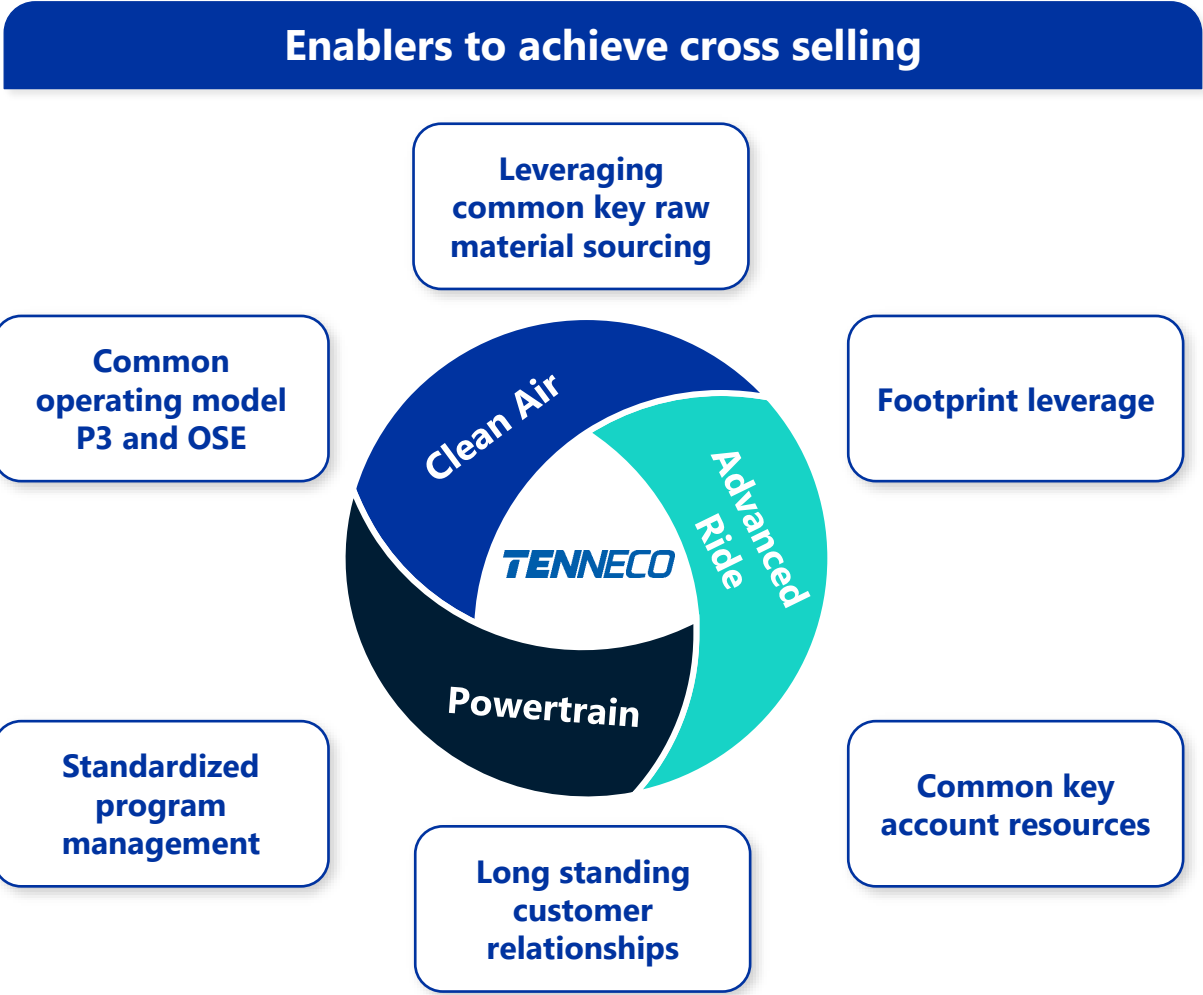 Enablers to achieve cross selling
Leveraging
common key raw
material sourcing
Common
operating model
P3 and OSE
Footprint leverage
Clean Air
Advanced
Ride
TENNECO
Powertrain
Standardized
program
management
Common key
account resources
Long standing
customer
relationships